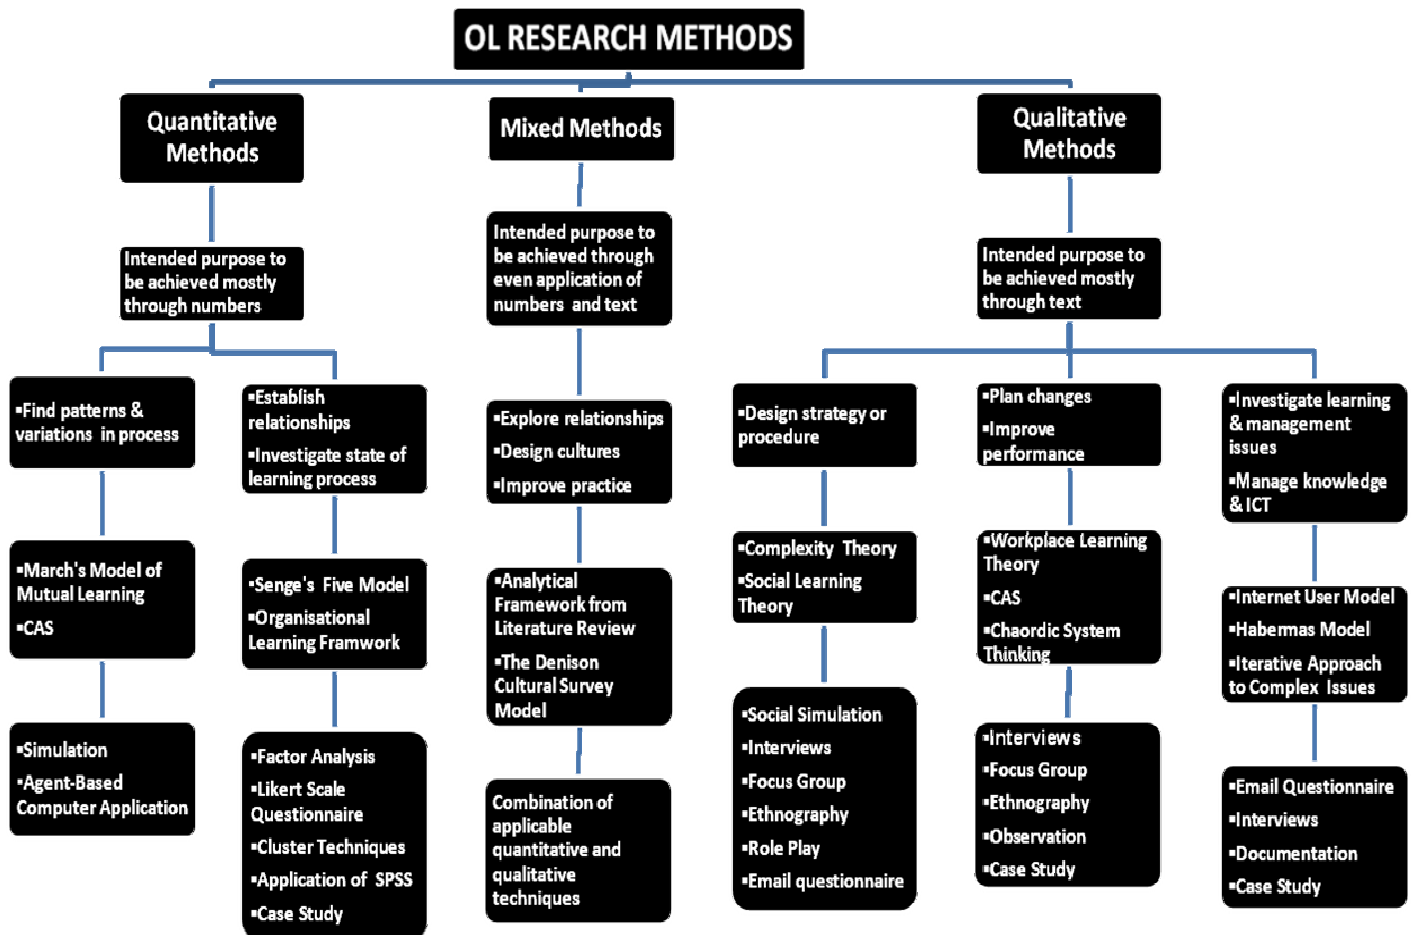 OL RESEARCH METHODS
Quantitative
Methods
Mixed Methods
Qualitative
Methods
Intended purpose to
be achieved mostly
through numbers
Intended purpose to
be achieved through
even application of
numbers and text
Intended purpose to
be achieved mostly
through text
▪Find patterns &
variations in process
▪Establish
relationships
▪Investigate state of
learning process
▪Explore relationships
▪Design cultures
▪Improve practice
▪Design strategy or
procedure
▪Plan changes
▪Improve
performance
▪Investigate learning
& management
issues
▪Manage knowledge
& ICT
▪March's Model of
Mutual Learning
▪CAS
▪Senge's Five Model
▪Organisational
Learning Framwork
▪Analytical
Framework from
Literature Review
▪The Denison
Cultural Survey
Model
▪Complexity Theory
▪Social Learning
Theory
▪Workplace Learning
Theory
▪CAS
▪Chaordic System
Thinking
▪Internet User Model
▪Habermas Model
▪Iterative Approach
to Complex Issues
▪Simulation
▪Agent-Based
Computer Application
▪Factor Analysis
▪Likert Scale
Questionnaire
▪Cluster Techniques
▪Application of SPSS
▪Case Study
Combination of
applicable
quantitative and
qualitative
techniques
▪Social Simulation
▪Interviews
▪Focus Group
▪Ethnography
▪Role Play
▪Email questionnaire
▪Interviews
▪Focus Group
▪Ethnography
▪Observation
▪Case Study
▪Email Questionnaire
▪Interviews
▪Documentation
▪Case Study